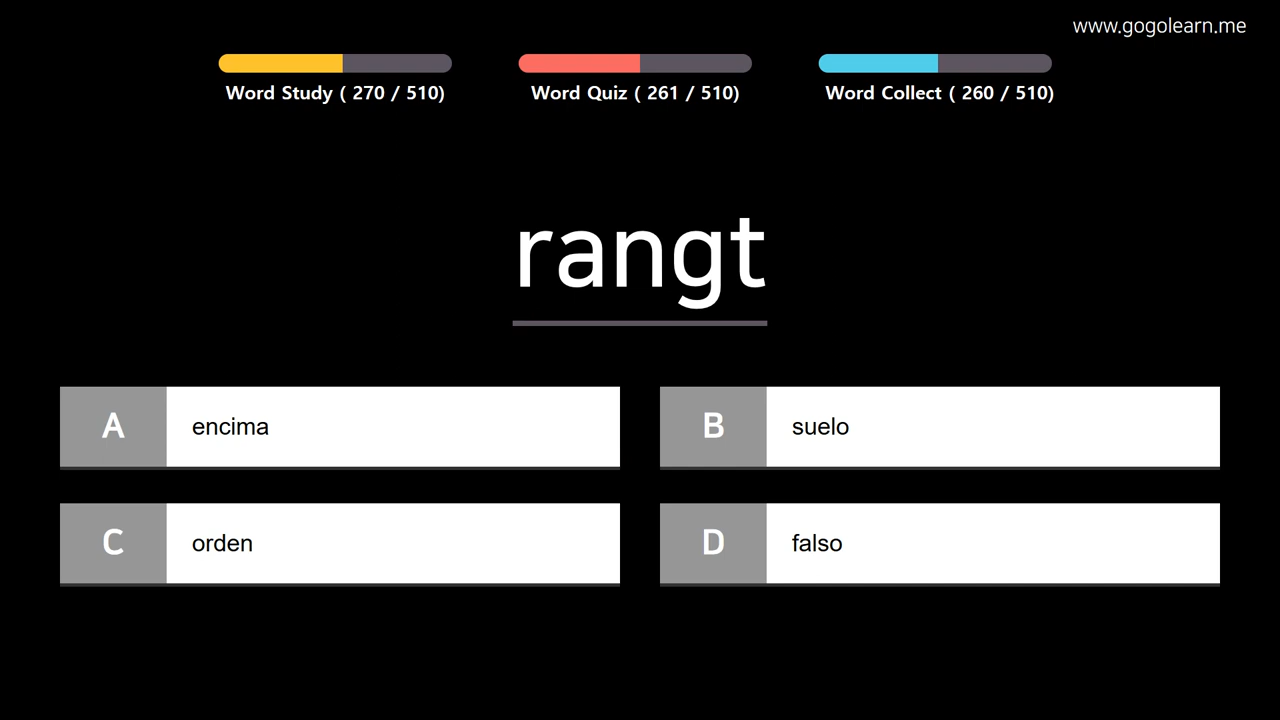 www.gogolearn.me
Word Study ( 270 / 510)
Word Quiz ( 261 / 510)
Word Collect ( 260 / 510)
rangt
A encima
B suelo
C orden
D falso